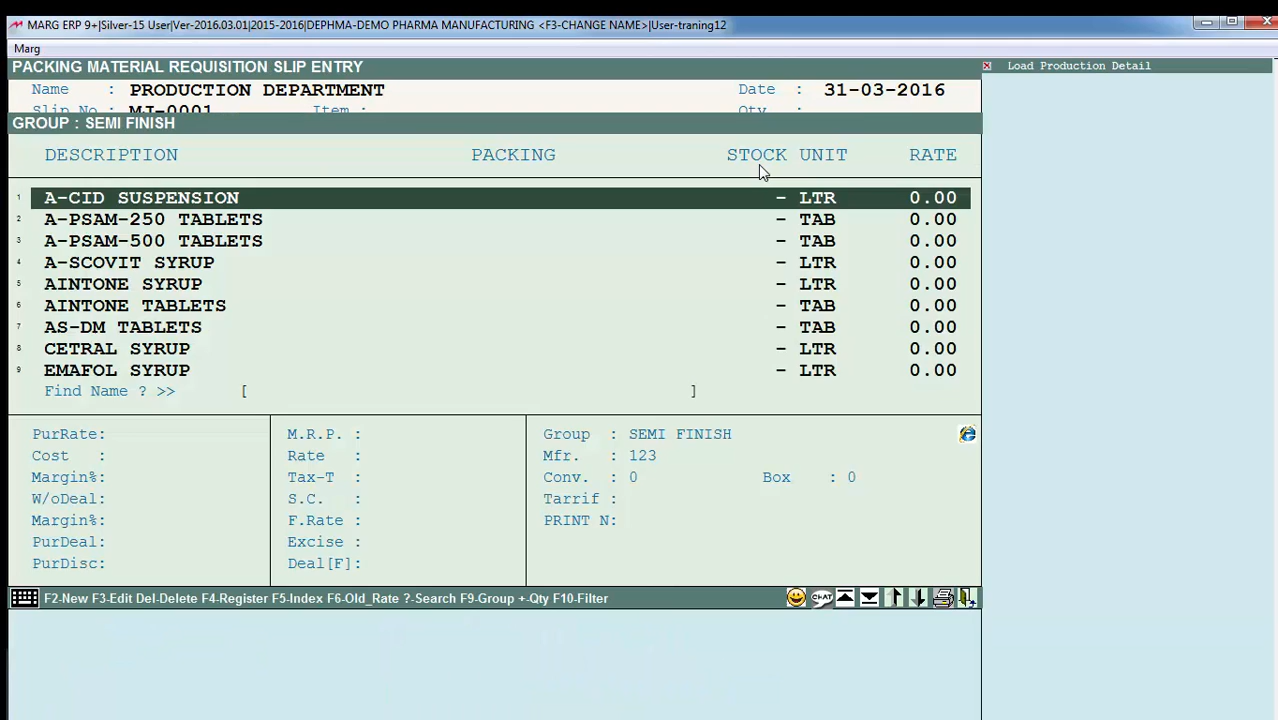 MARG ERP 9+|Silver-15 User|Ver-2016.03.01|2015-2016|DEPHMA-DEMO PHARMA MANUFACTURING <F3-CHANGE NAME>|User-traning12
Marg
PACKING MATERIAL REQUISITION SLIP ENTRY
Load Production Detail
Name : PRODUCTION DEPARTMENT Date : 31-03-2016
Slip No : MJ-0001 Item : Qty :
GROUP : SEMI FINISH
DESCRIPTION PACKING STOCK UNIT RATE
1 A-CID SUSPENSION - LTR 0.00
2 A-PSAM-250 TABLETS - TAB 0.00
3 A-PSAM-500 TABLETS - TAB 0.00
4 A-SCOVIT SYRUP - LTR 0.00
5 AINTONE SYRUP - LTR 0.00
6 AINTONE TABLETS - TAB 0.00
7 AS-DM TABLETS - TAB 0.00
8 CETRAL SYRUP - LTR 0.00
9 EMAFOL SYRUP - LTR 0.00
Find Name ? >> [ ]
PurRate: M.R.P. : Group : SEMI FINISH
Cost : Rate : Mfr. : 123
Margin%: Tax-T : Conv. : 0 Box : 0
W/oDeal: S.C. : Tarrif :
Margin%: F.Rate : PRINT N:
PurDeal: Excise :
PurDisc: Deal[F]:
F2-New F3-Edit Del-Delete F4-Register F5-Index F6-Old_Rate ?-Search F9-Group +-Qty F10-Filter CHAT